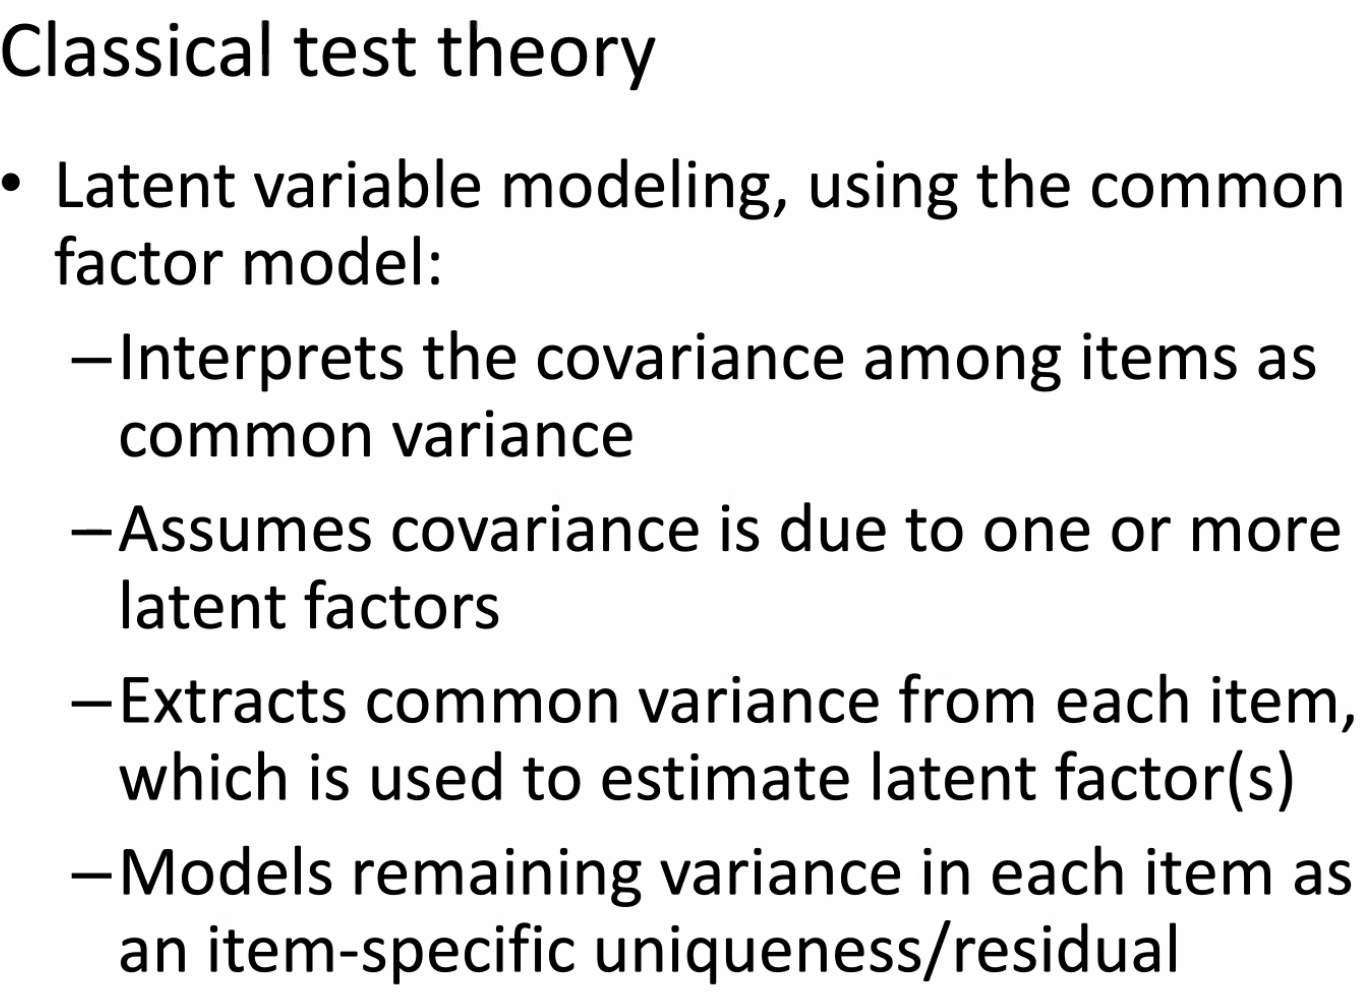 Classical test theory
• Latent variable modeling, using the common
factor model:
–Interprets the covariance among items as
common variance
–Assumes covariance is due to one or more
latent factors
–Extracts common variance from each item,
which is used to estimate latent factor(s)
–Models remaining variance in each item as
an item-specific uniqueness/residual